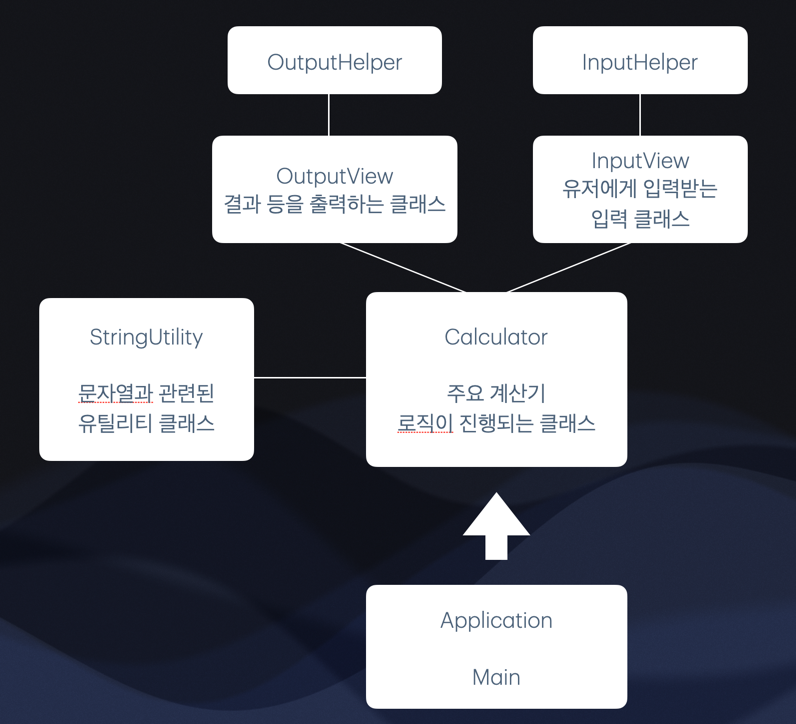 OutputHelper
InputHelper
OutputView
결과 등을 출력하는 클래스
InputView
유저에게 입력받는
입력 클래스
StringUtility
문자열과 관련된
유틸리티 클래스
Calculator
주요 계산기
로직이 진행되는 클래스
Application
Main